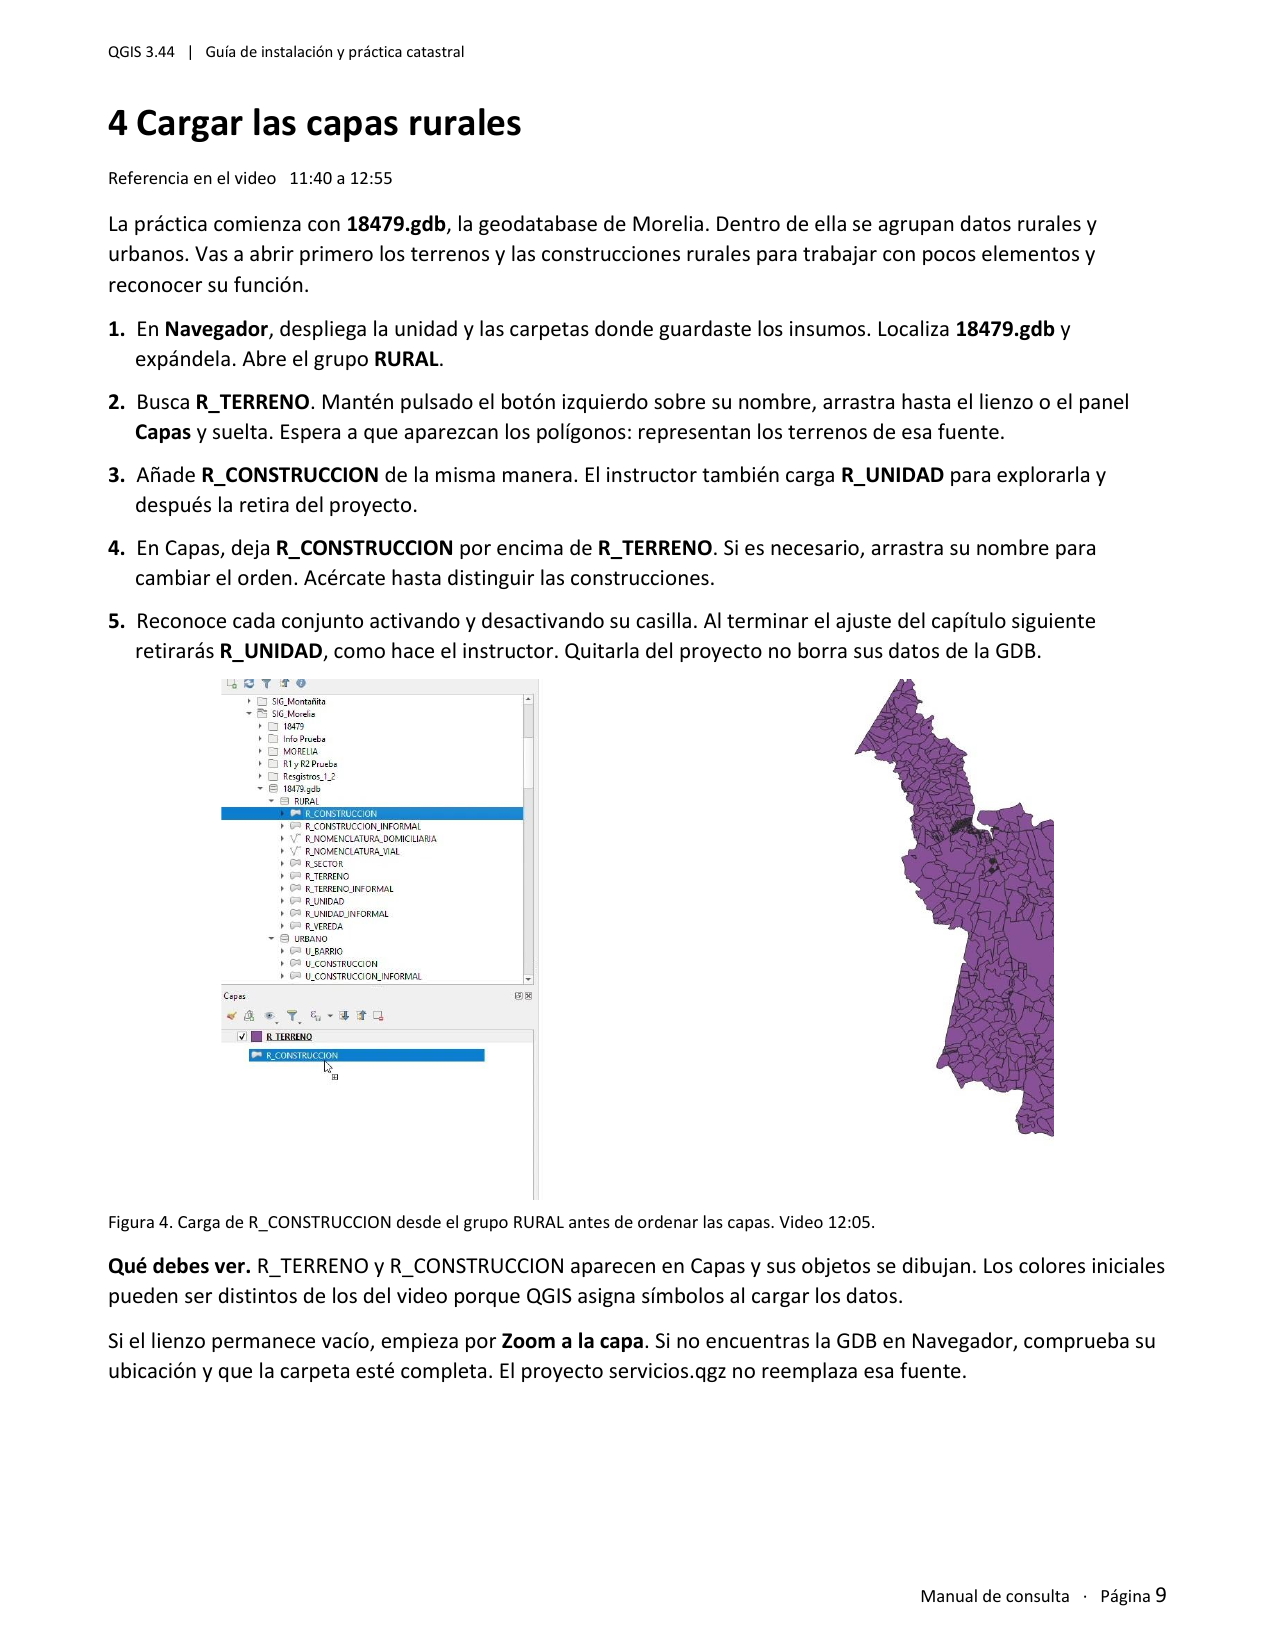 QGIS 3.44 | Guía de instalación y práctica catastral
4 Cargar las capas rurales
Referencia en el video 11:40 a 12:55
La práctica comienza con 18479.gdb, la geodatabase de Morelia. Dentro de ella se agrupan datos rurales y
urbanos. Vas a abrir primero los terrenos y las construcciones rurales para trabajar con pocos elementos y
reconocer su función.
1. En Navegador, despliega la unidad y las carpetas donde guardaste los insumos. Localiza 18479.gdb y
expándela. Abre el grupo RURAL.
2. Busca R_TERRENO. Mantén pulsado el botón izquierdo sobre su nombre, arrastra hasta el lienzo o el panel
Capas y suelta. Espera a que aparezcan los polígonos: representan los terrenos de esa fuente.
3. Añade R_CONSTRUCCION de la misma manera. El instructor también carga R_UNIDAD para explorarla y
después la retira del proyecto.
4. En Capas, deja R_CONSTRUCCION por encima de R_TERRENO. Si es necesario, arrastra su nombre para
cambiar el orden. Acércate hasta distinguir las construcciones.
5. Reconoce cada conjunto activando y desactivando su casilla. Al terminar el ajuste del capítulo siguiente
retirarás R_UNIDAD, como hace el instructor. Quitarla del proyecto no borra sus datos de la GDB.
SIG_Montañita
SIG_Morelia
18479
Info Prueba
MORELIA
R1 y R2 Prueba
Resgistros_1_2
18479.gdb
RURAL
R_CONSTRUCCION
R_CONSTRUCCION_INFORMAL
R_NOMENCLATURA_DOMICILIARIA
R_NOMENCLATURA_VIAL
R_SECTOR
R_TERRENO
R_TERRENO_INFORMAL
R_UNIDAD
R_UNIDAD_INFORMAL
R_VEREDA
URBANO
U_BARRIO
U_CONSTRUCCION
U_CONSTRUCCION_INFORMAL
Capas
R_TERRENO
R_CONSTRUCCION
Figura 4. Carga de R_CONSTRUCCION desde el grupo RURAL antes de ordenar las capas. Video 12:05.
Qué debes ver. R_TERRENO y R_CONSTRUCCION aparecen en Capas y sus objetos se dibujan. Los colores iniciales
pueden ser distintos de los del video porque QGIS asigna símbolos al cargar los datos.
Si el lienzo permanece vacío, empieza por Zoom a la capa. Si no encuentras la GDB en Navegador, comprueba su
ubicación y que la carpeta esté completa. El proyecto servicios.qgz no reemplaza esa fuente.
Manual de consulta · Página 9